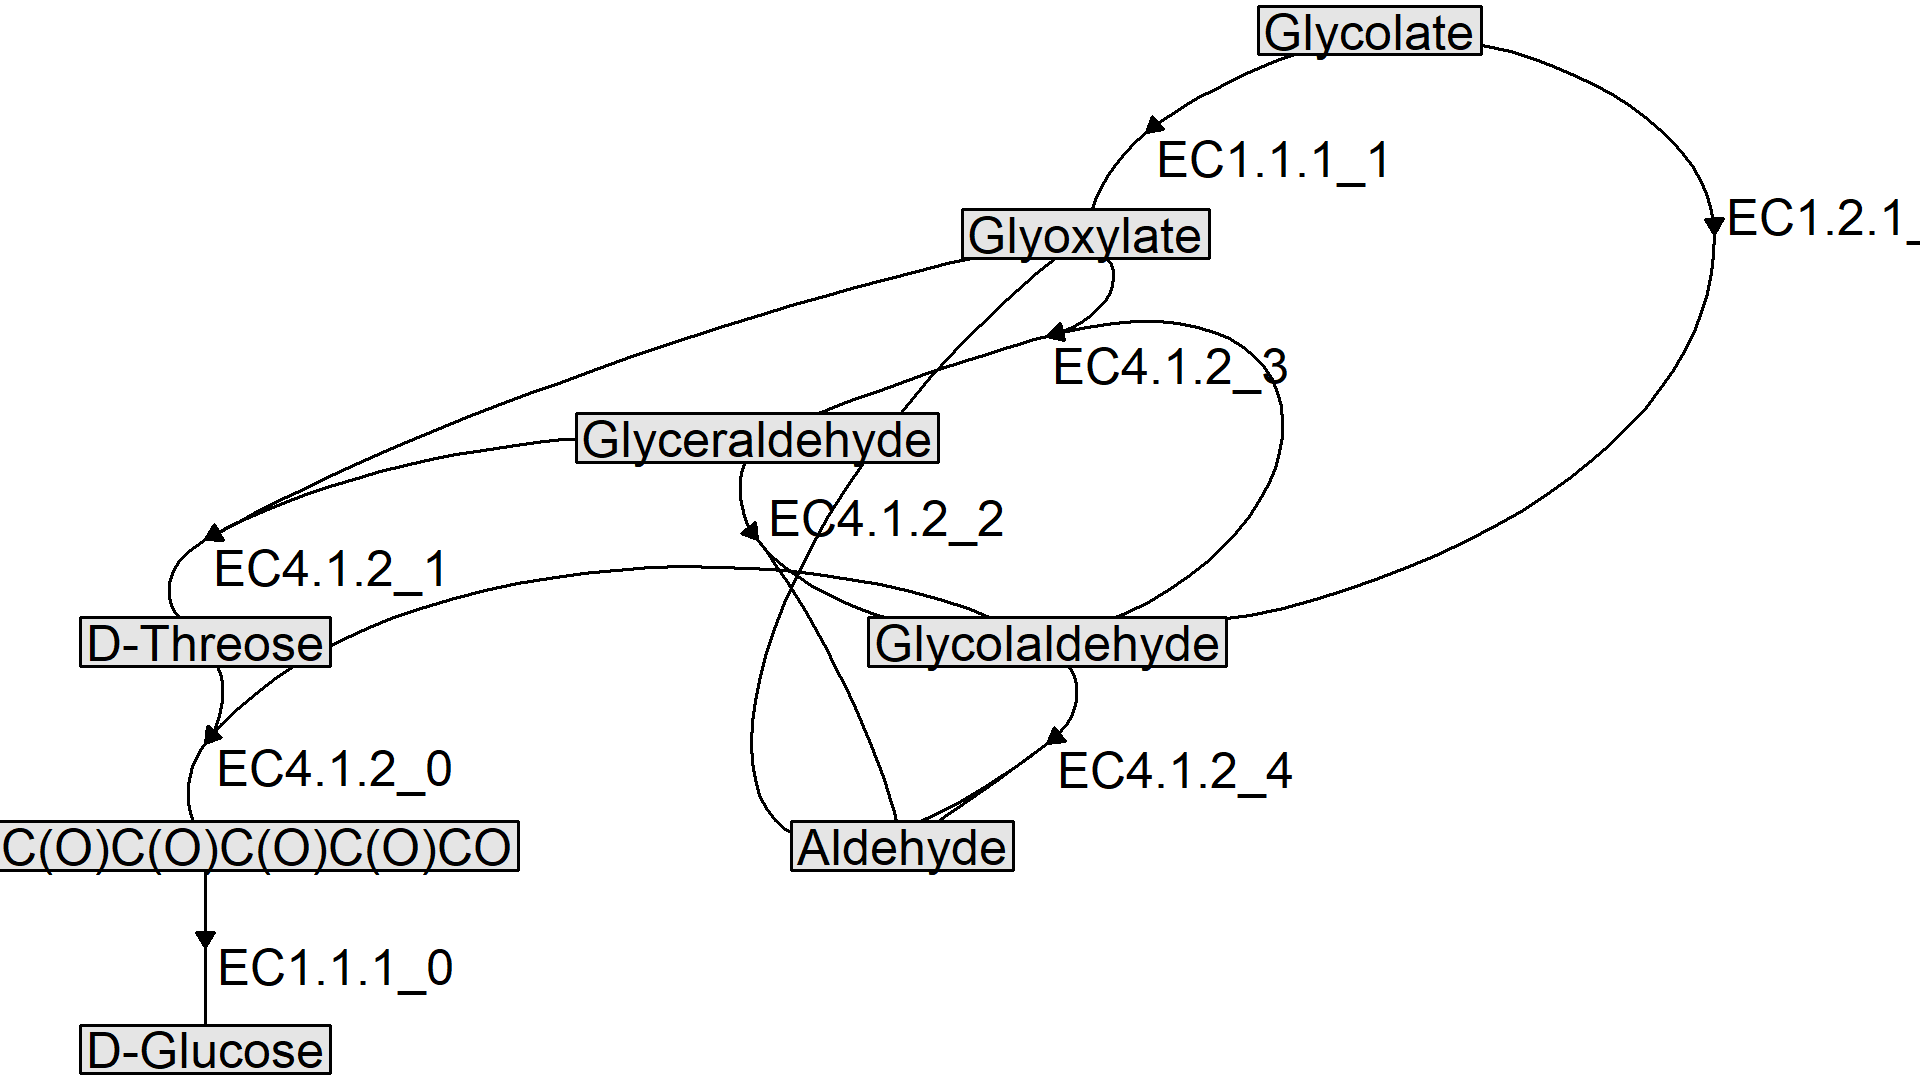 Glycolate
EC1.1.1_1
EC1.2.1_
Glyoxylate
EC4.1.2_3
Glyceraldehyde
EC4.1.2_2
EC4.1.2_1
D-Threose
Glycolaldehyde
EC4.1.2_0
EC4.1.2_4
C(O)C(O)C(O)C(O)CO
Aldehyde
EC1.1.1_0
D-Glucose